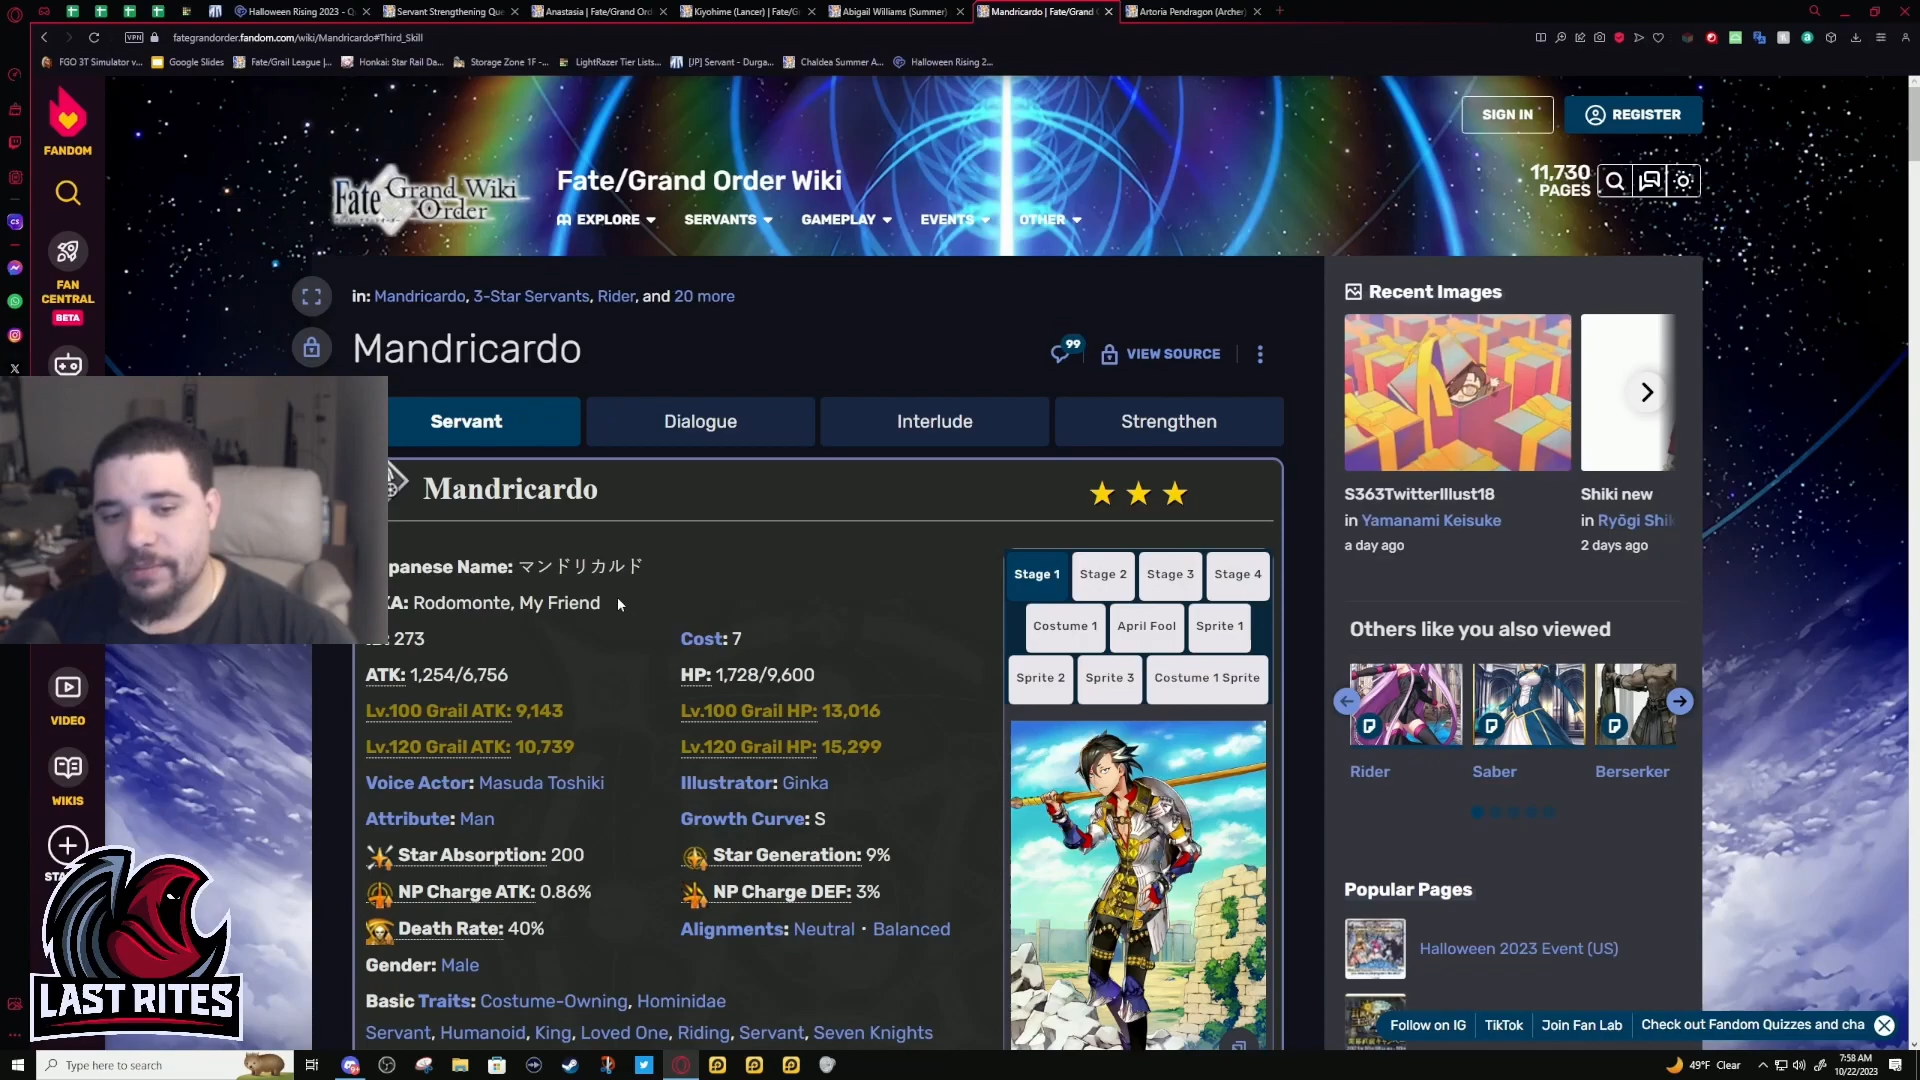 Halloween Rising 2023 - Q
Servant Strengthening Que
Anastasia | Fate/Grand Ord
Kiyohime (Lancer) | Fate/G
Abigail Williams (Summer)
Mandricardo | Fate/Grand
Artoria Pendragon (Archer)
VPN
fategrandorder.fandom.com/wiki/Mandricardo#Third_Skill
FGO 3T Simulator v...
Google Slides
Fate/Grail League |...
Honkai: Star Rail Da...
Storage Zone 1F -...
LightRazer Tier Lists...
[JP] Servant - Durga...
Chaldea Summer A...
Halloween Rising 2...
FANDOM
FAN CENTRAL
BETA
VIDEO
WIKIS
SIGN IN
REGISTER
Fate/Grand Order Wiki
Fate Grand Wiki
Order
EXPLORE
SERVANTS
GAMEPLAY
EVENTS
OTHER
11,730
PAGES
in: Mandricardo, 3-Star Servants, Rider, and 20 more
Mandricardo
99
VIEW SOURCE
Servant
Dialogue
Interlude
Strengthen
Mandricardo
panese Name: マンドリカルド
KA: Rodomonte, My Friend
273
Cost: 7
ATK: 1,254/6,756
HP: 1,728/9,600
Lv.100 Grail ATK: 9,143
Lv.100 Grail HP: 13,016
Lv.120 Grail ATK: 10,739
Lv.120 Grail HP: 15,299
Voice Actor: Masuda Toshiki
Illustrator: Ginka
Attribute: Man
Growth Curve: S
Star Absorption: 200
Star Generation: 9%
NP Charge ATK: 0.86%
NP Charge DEF: 3%
Death Rate: 40%
Alignments: Neutral・Balanced
Gender: Male
Basic Traits: Costume-Owning, Hominidae
Servant, Humanoid, King, Loved One, Riding, Servant, Seven Knights
Stage 1
Stage 2
Stage 3
Stage 4
Costume 1
April Fool
Sprite 1
Sprite 2
Sprite 3
Costume 1 Sprite
Recent Images
S363TwitterIllust18
in Yamanami Keisuke
a day ago
Shiki new
in Ryōgi Shik
2 days ago
Others like you also viewed
Rider
Saber
Berserker
Popular Pages
Halloween 2023 Event (US)
Follow on IG
TikTok
Join Fan Lab
Check out Fandom Quizzes and cha
LAST RITES
Type here to search
49°F Clear
7:58 AM
10/22/2023